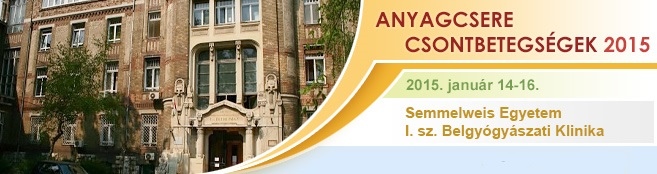 ANYAGCSERE
CSONTBETEGSÉGEK 2015
2015. január 14-16.
Semmelweis Egyetem
I. sz. Belgyógyászati Klinika